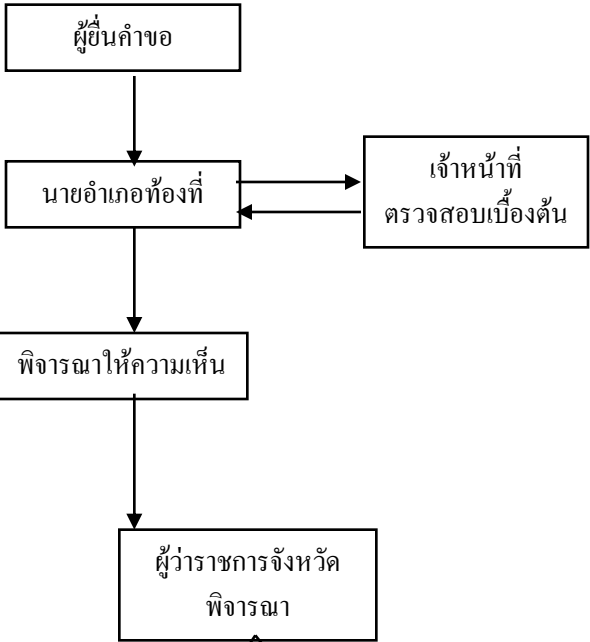 ผู้ยื่นคำขอ
นายอำเภอท้องที่
เจ้าหน้าที่
ตรวจสอบเบื้องต้น
พิจารณาให้ความเห็น
ผู้ว่าราชการจังหวัด
พิจารณา